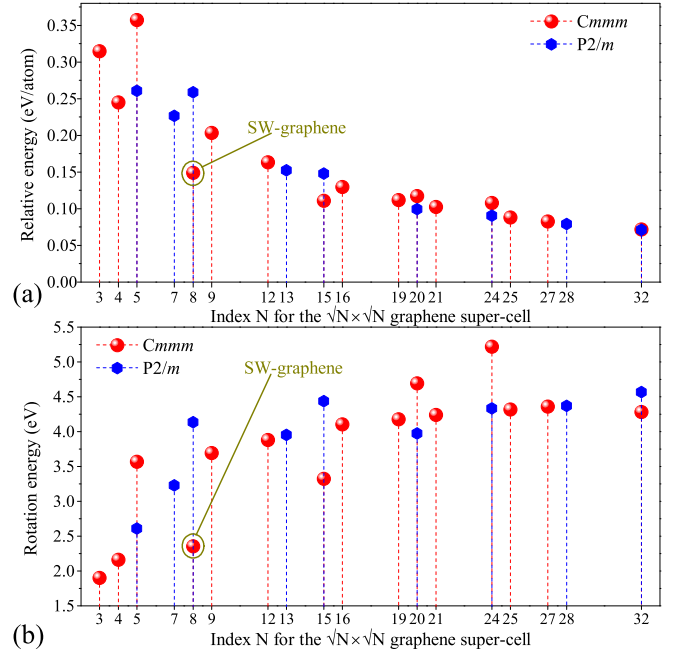 0.35
0.30
0.25
0.20
0.15
0.10
0.05
0.00
Relative energy (eV/atom)
Cmmm
P2/m
SW-graphene
3 4 5 7 8 9 12 13 15 16 19 20 21 24 25 27 28 32
(a)
Index N for the √N×√N graphene super-cell
5.5
5.0
4.5
4.0
3.5
3.0
2.5
2.0
1.5
Rotation energy (eV)
Cmmm
P2/m
SW-graphene
3 4 5 7 8 9 12 13 15 16 19 20 21 24 25 27 28 32
(b)
Index N for the √N×√N graphene super-cell